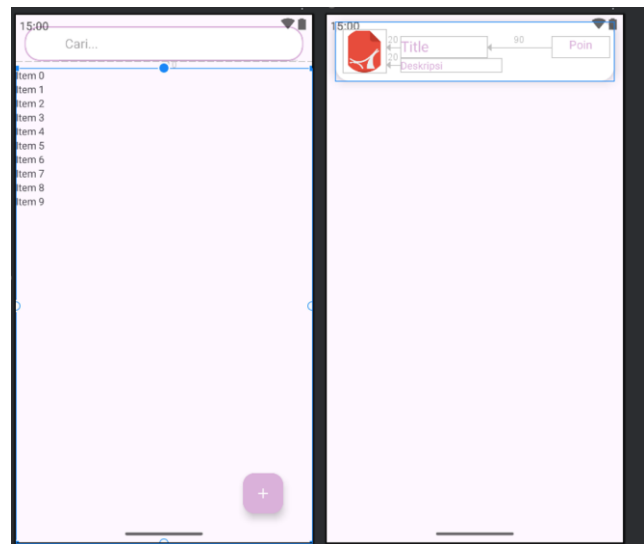 15:00
Cari...
8
Item 0
Item 1
Item 2
Item 3
Item 4
Item 5
Item 6
Item 7
Item 8
Item 9
+
15:00
20 Title 90 Poin
20 Deskripsi